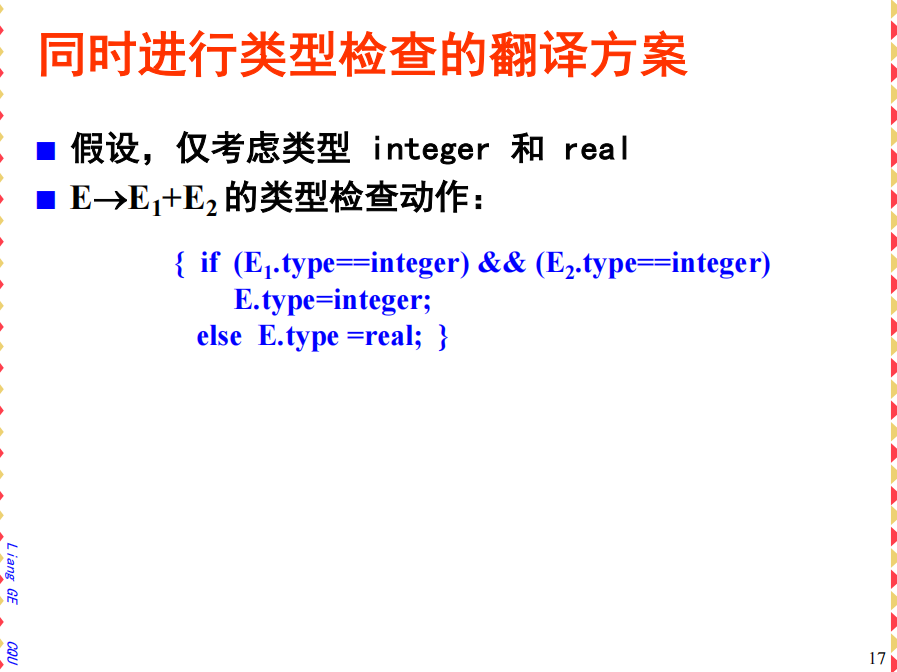 同时进行类型检查的翻译方案
■ 假设，仅考虑类型 integer 和 real
■ E→E₁+E₂ 的类型检查动作：
{ if (E₁.type==integer) && (E₂.type==integer)
E.type=integer;
else E.type =real; }
Liang GE CQU
17